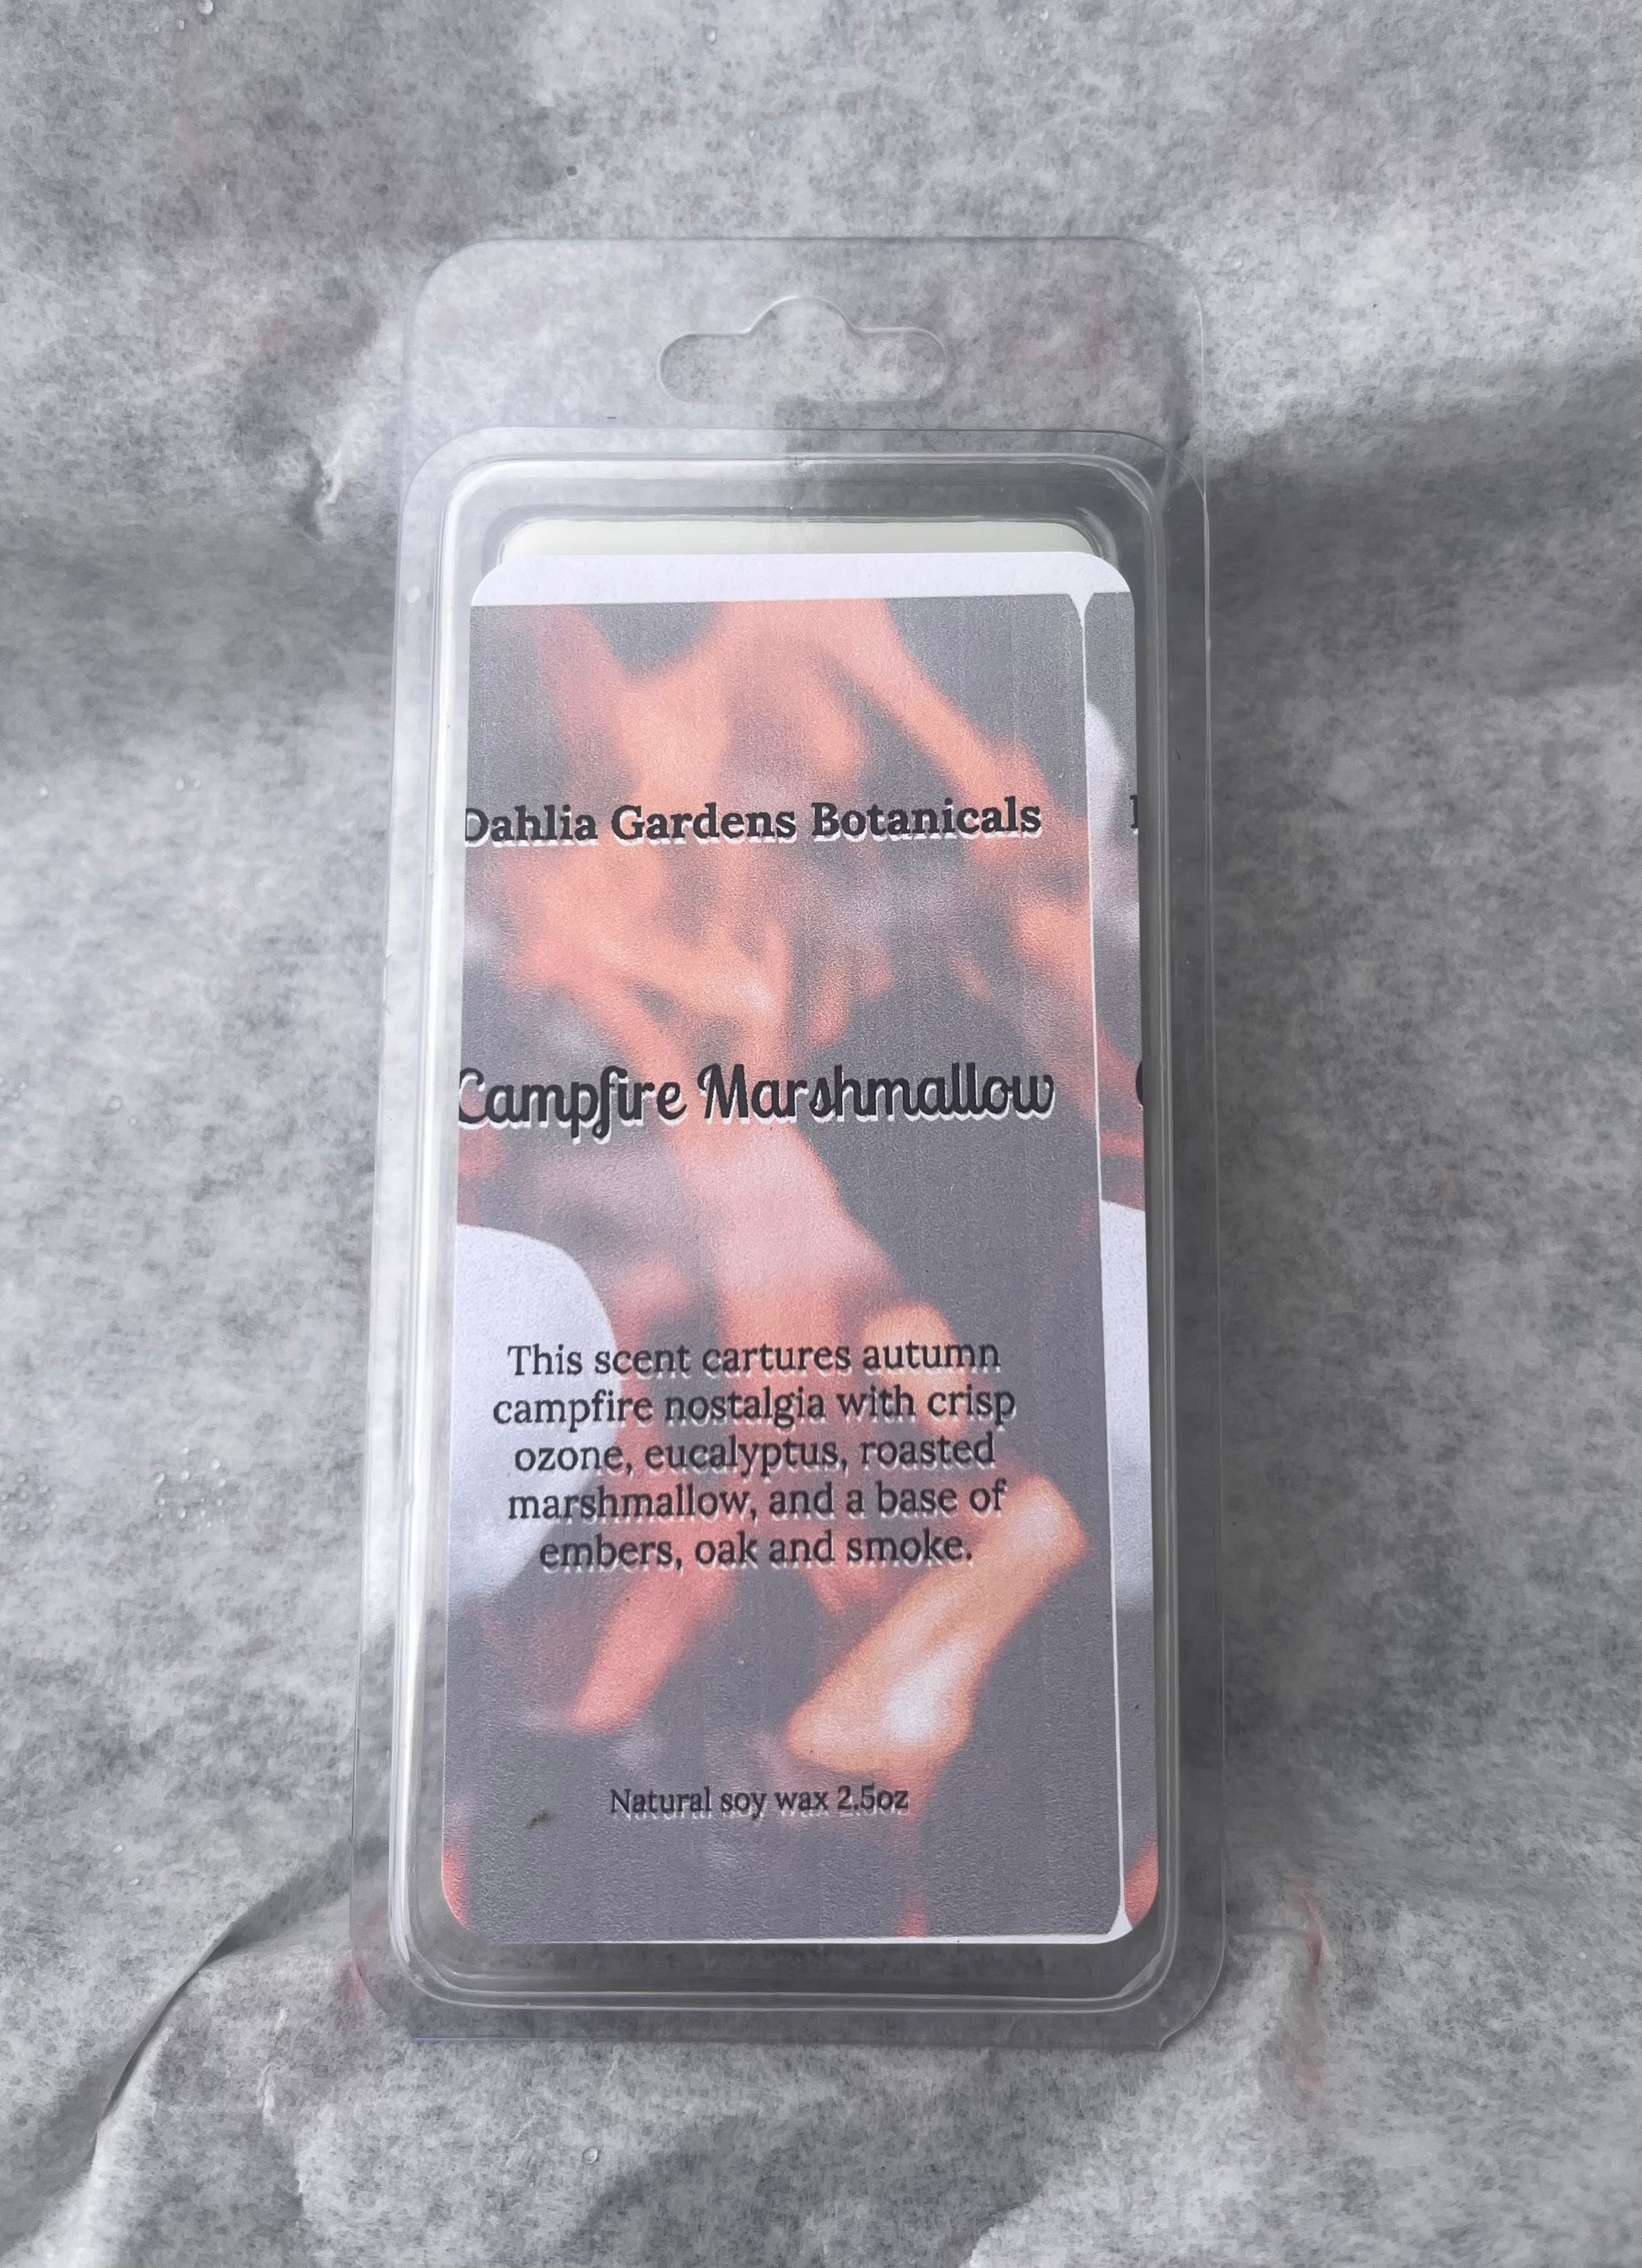 Dahlia Gardens Botanicals
Campfire Marshmallow
This scent cartures autumn
campfire nostalgia with crisp
ozone, eucalyptus, roasted
marshmallow, and a base of
embers, oak and smoke.
Natural soy wax 2.5oz